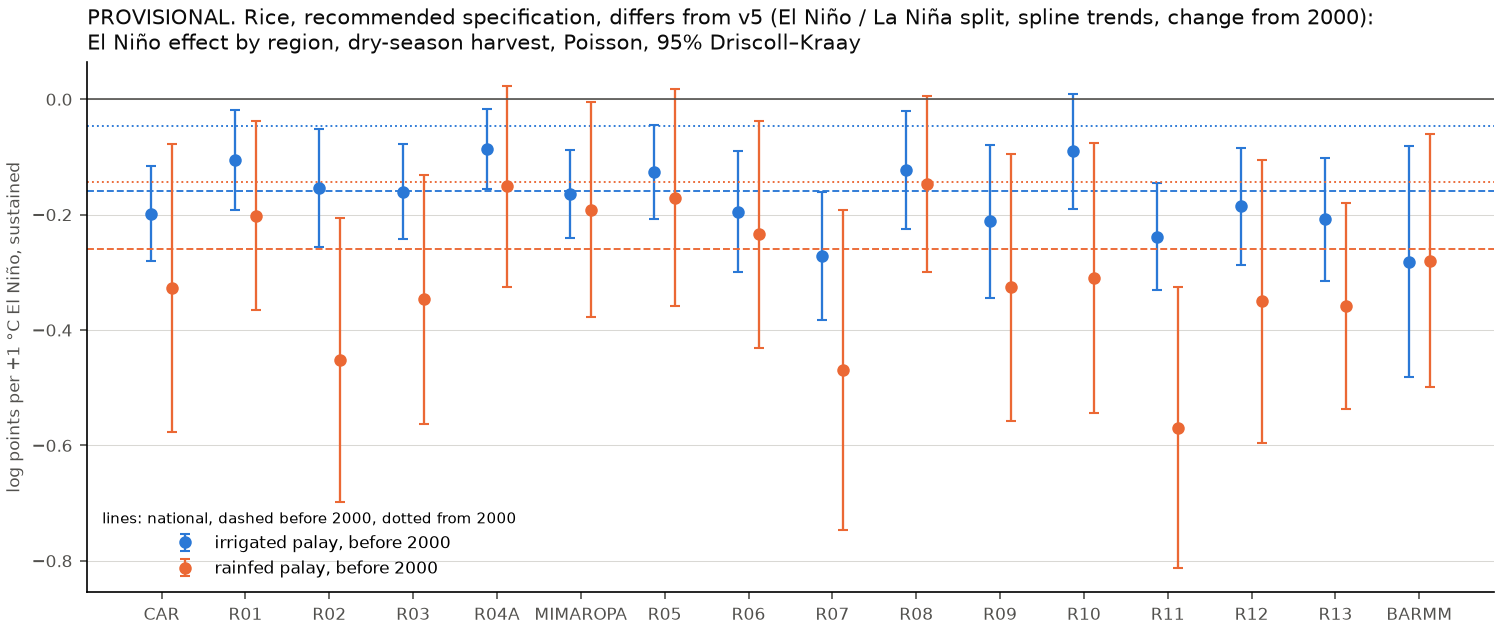 PROVISIONAL. Rice, recommended specification, differs from v5 (El Niño / La Niña split, spline trends, change from 2000):
El Niño effect by region, dry-season harvest, Poisson, 95% Driscoll–Kraay
log points per +1 °C El Niño, sustained
0.0
−0.2
−0.4
−0.6
−0.8
lines: national, dashed before 2000, dotted from 2000
irrigated palay, before 2000
rainfed palay, before 2000
CAR R01 R02 R03 R04A MIMAROPA R05 R06 R07 R08 R09 R10 R11 R12 R13 BARMM